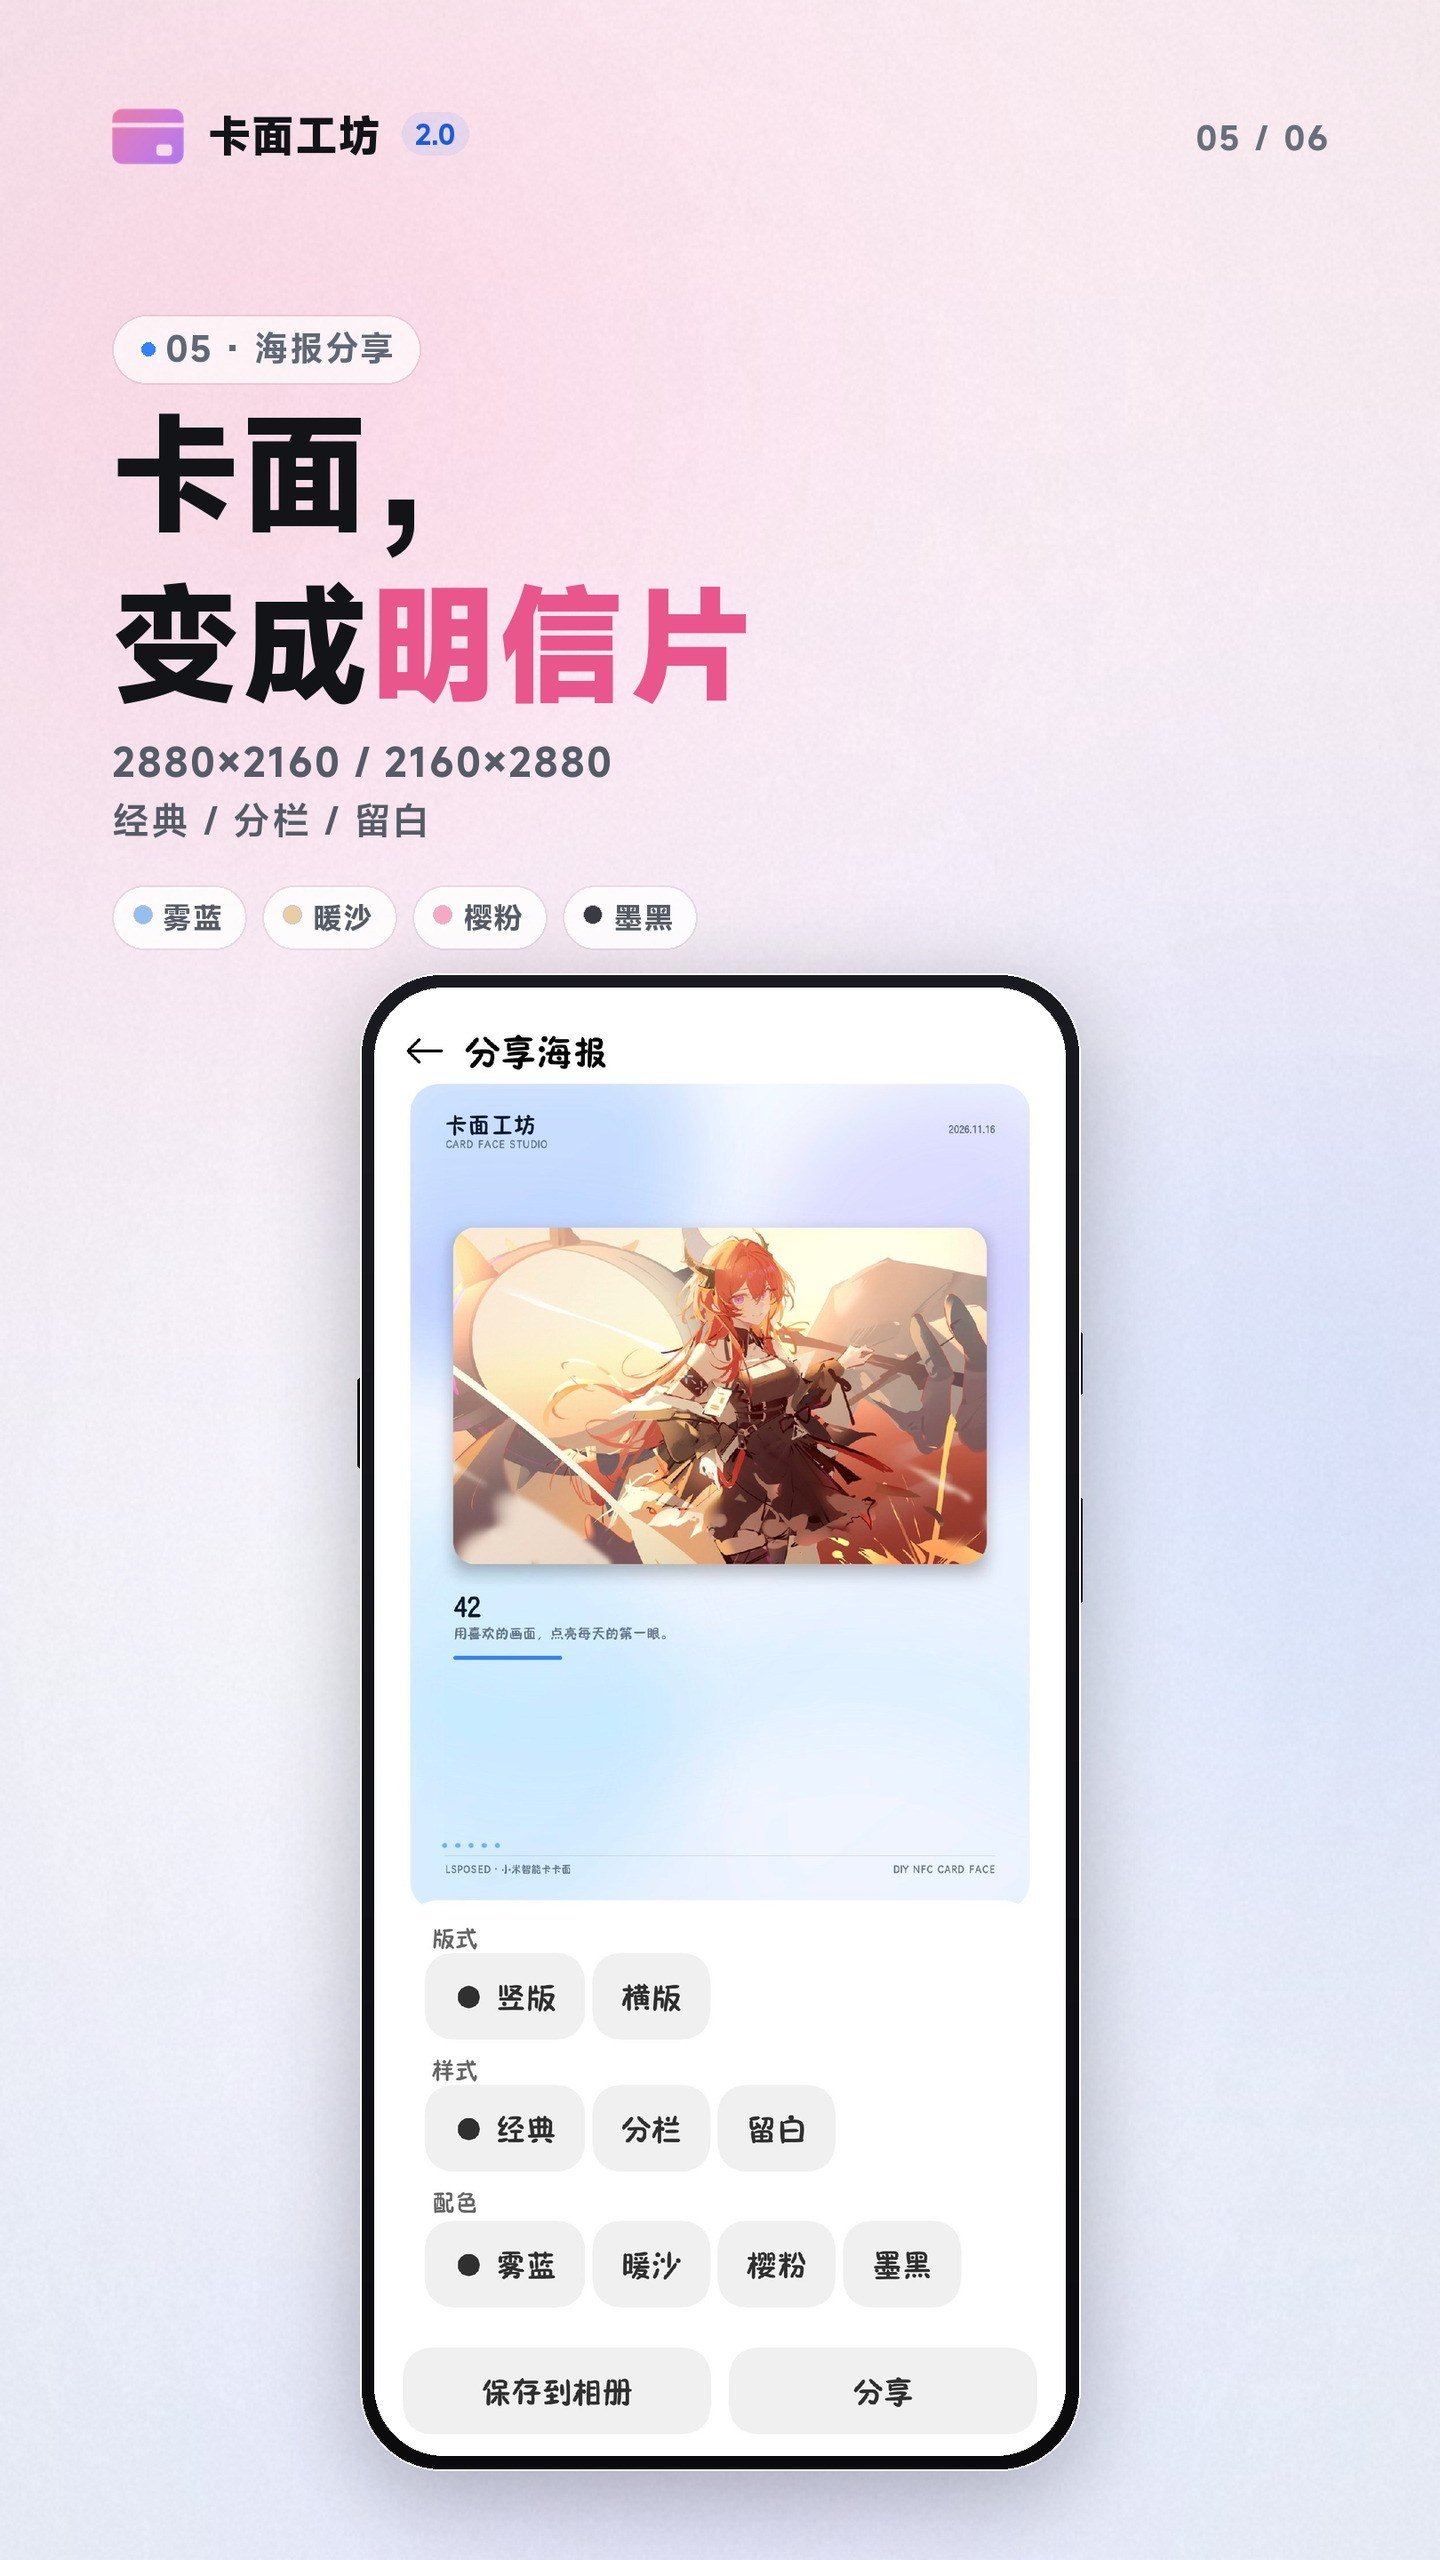 卡面工坊 2.0
05 / 06
05 · 海报分享
卡面，
变成明信片
2880×2160 / 2160×2880
经典 / 分栏 / 留白
雾蓝 暖沙 樱粉 墨黑
分享海报
卡面工坊
CARD FACE STUDIO
2026.11.16
42
用喜欢的画面，点亮每天的第一眼。
LSPOSED · 小米智能卡卡面
DIY NFC CARD FACE
版式
竖版 横版
样式
经典 分栏 留白
配色
雾蓝 暖沙 樱粉 墨黑
保存到相册 分享